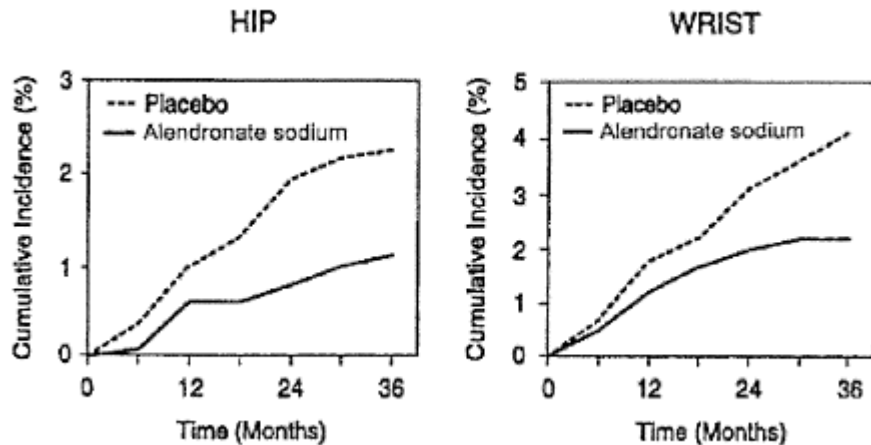 HIP
Cumulative Incidence (%)
3
2
1
0
Placebo
Alendronate sodium
0 12 24 36
Time (Months)
WRIST
Cumulative Incidence (%)
5
4
3
2
1
0
Placebo
Alendronate sodium
0 12 24 36
Time (Months)